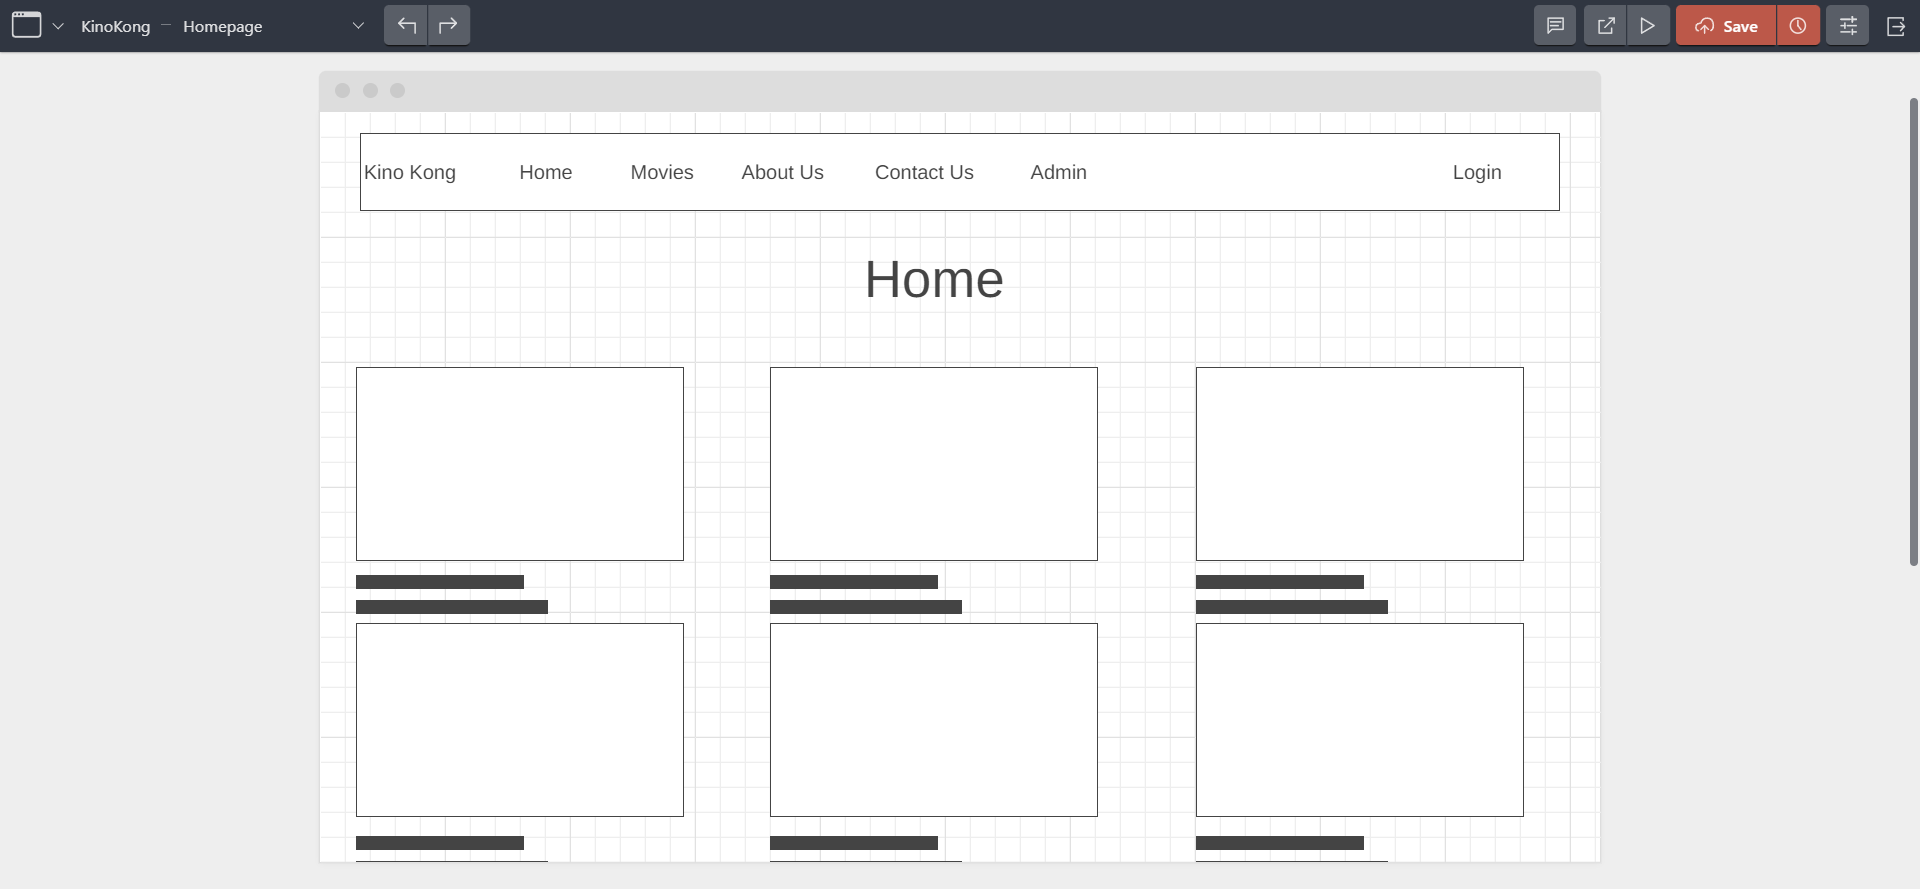 KinoKong — Homepage Save
Kino Kong Home Movies About Us Contact Us Admin Login
Home